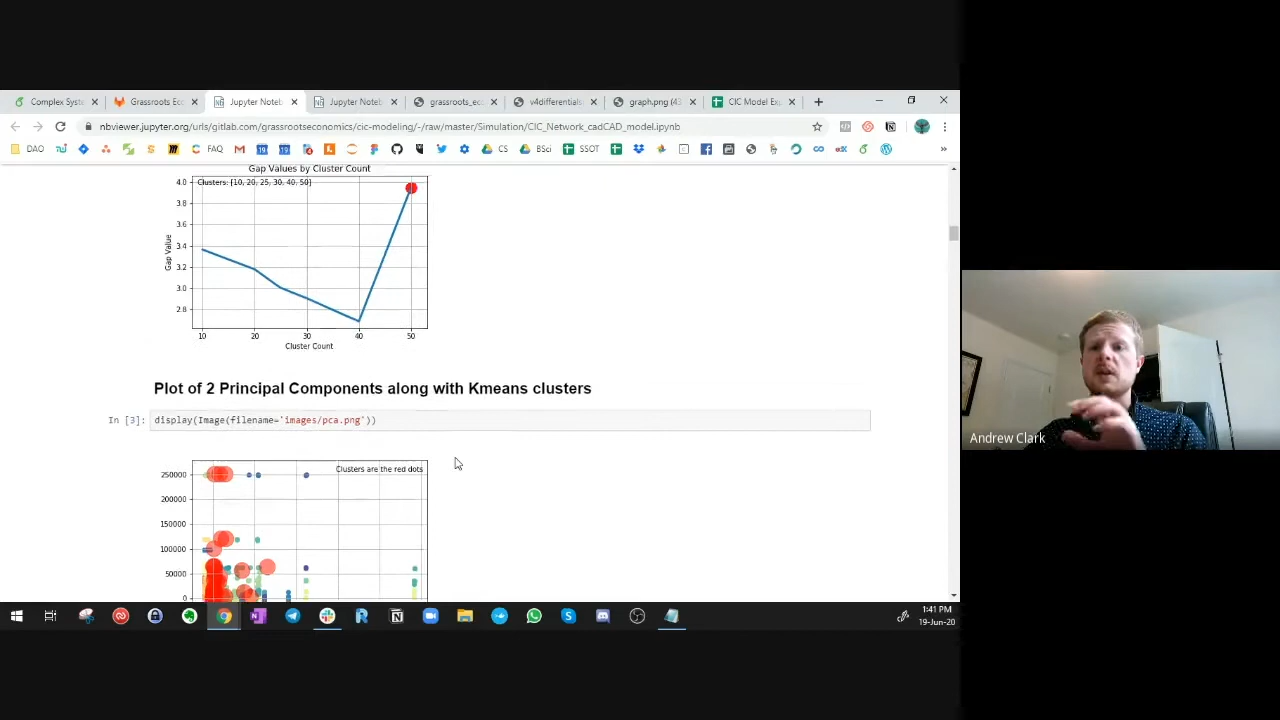 Complex Syst
Grassroots Ec
Jupyter Noteb
Jupyter Noteb
grassroots_ec
v4differentials
graph.png (43
CIC Model Exp
nbviewer.jupyter.org/urls/gitlab.com/grassrootseconomics/cic-modeling/-/raw/master/Simulation/CIC_Network_cadCAD_model.ipynb
DAO
FAQ
CS
BSci
SSOT
Gap Values by Cluster Count
Clusters: [10, 20, 25, 30, 40, 50]
4.0
3.8
3.6
3.4
3.2
3.0
2.8
Gap Value
10 20 30 40 50
Cluster Count
Plot of 2 Principal Components along with Kmeans clusters
In [3]: display(Image(filename='images/pca.png'))
Clusters are the red dots
250000
200000
150000
100000
50000
0
Andrew Clark
1:41 PM
19-Jun-20